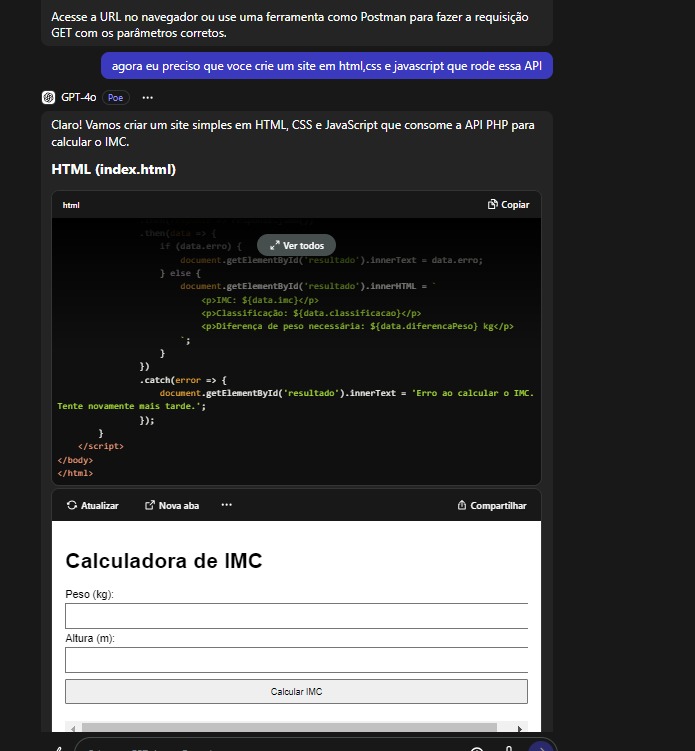 Acesse a URL no navegador ou use uma ferramenta como Postman para fazer a requisição
GET com os parâmetros corretos.
agora eu preciso que voce crie um site em html,css e javascript que rode essa API
GPT-4o Poe ...
Claro! Vamos criar um site simples em HTML, CSS e JavaScript que consome a API PHP para
calcular o IMC.
HTML (index.html)
html Copiar
.then(data => {
Ver todos
if (data.erro) {
document.getElementById('resultado').innerText = data.erro;
} else {
document.getElementById('resultado').innerHTML = `
<p>IMC: ${data.imc}</p>
<p>Classificação: ${data.classificacao}</p>
<p>Diferença de peso necessária: ${data.diferencaPeso} kg</p>
`;
}
})
.catch(error => {
document.getElementById('resultado').innerText = 'Erro ao calcular o IMC.
Tente novamente mais tarde.';
});
}
</script>
</body>
</html>
Atualizar Nova aba ... Compartilhar
Calculadora de IMC
Peso (kg):
Altura (m):
Calcular IMC